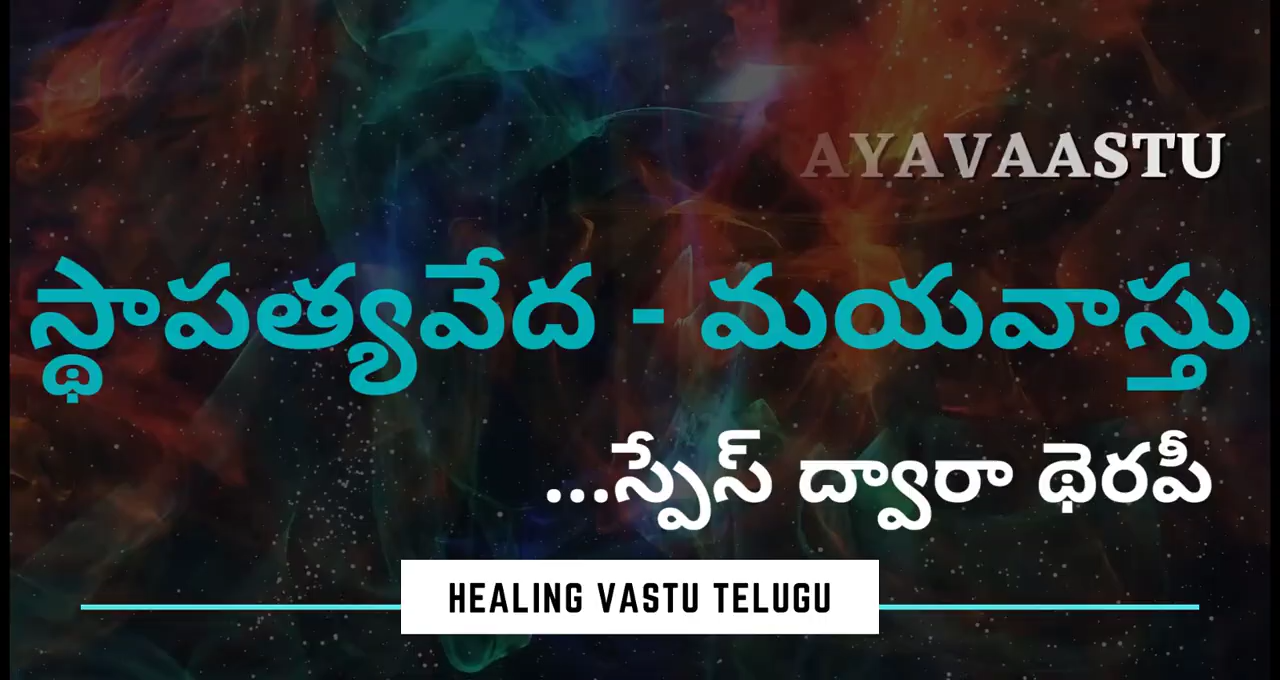 AYAVAASTU
స్థాపత్యవేద - మయవాస్తు
...స్పేస్ ద్వారా థెరపీ
HEALING VASTU TELUGU